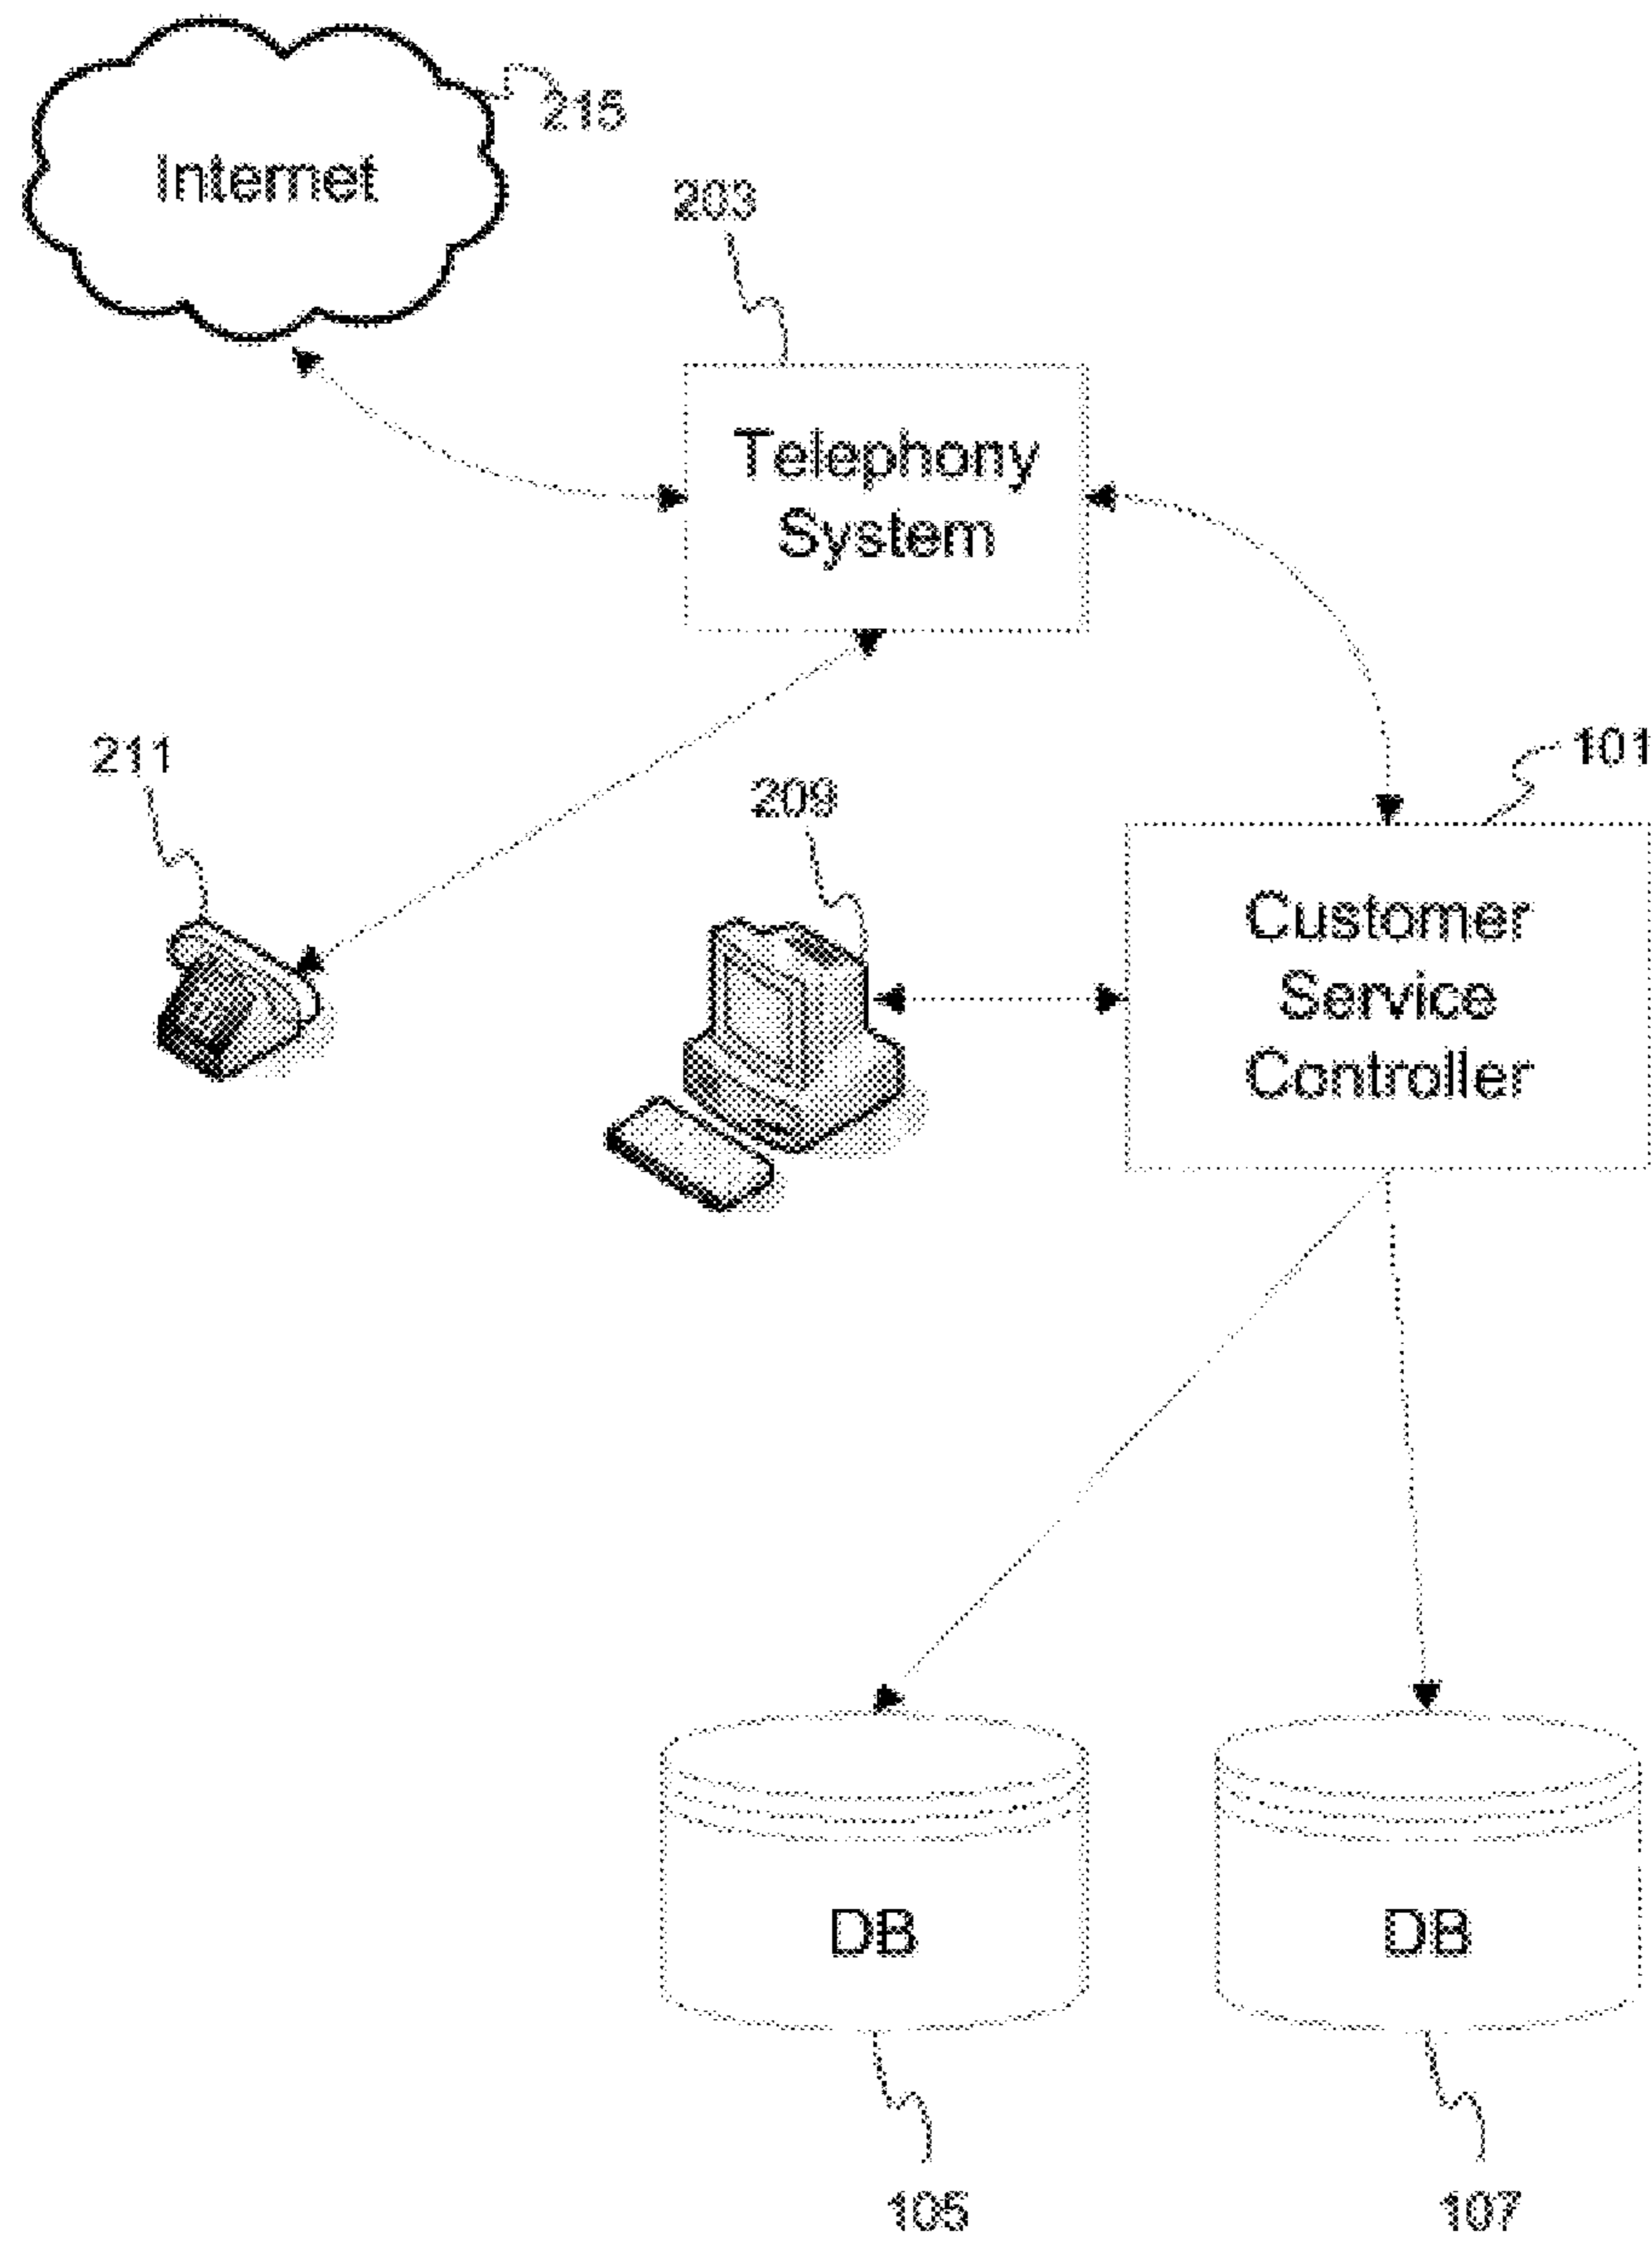 215
Internet
203
Telephony
System
211
209
101
Customer
Service
Controller
DB
DB
105
107